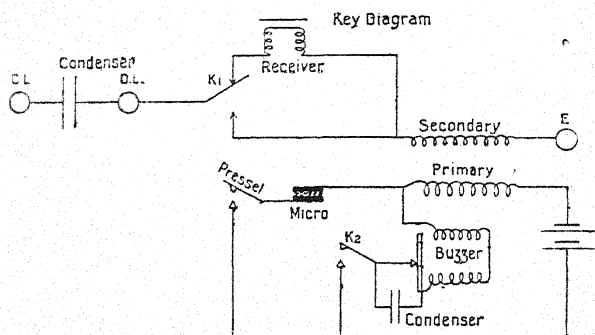 Key Diagram
Condenser
Receiver
C.L.
D.L.
K1
Secondary
E
Pressel
Micro
Primary
K2
Buzzer
Condenser